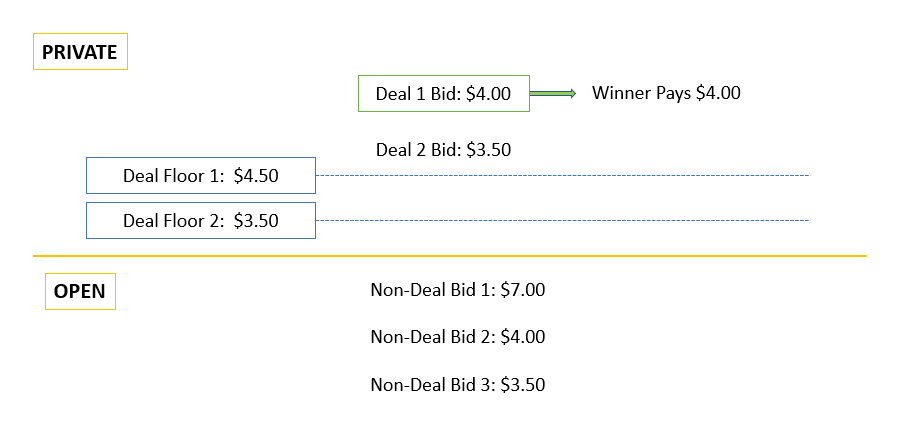 PRIVATE
Deal 1 Bid: $4.00
Winner Pays $4.00
Deal 2 Bid: $3.50
Deal Floor 1: $4.50
Deal Floor 2: $3.50
OPEN
Non-Deal Bid 1: $7.00
Non-Deal Bid 2: $4.00
Non-Deal Bid 3: $3.50